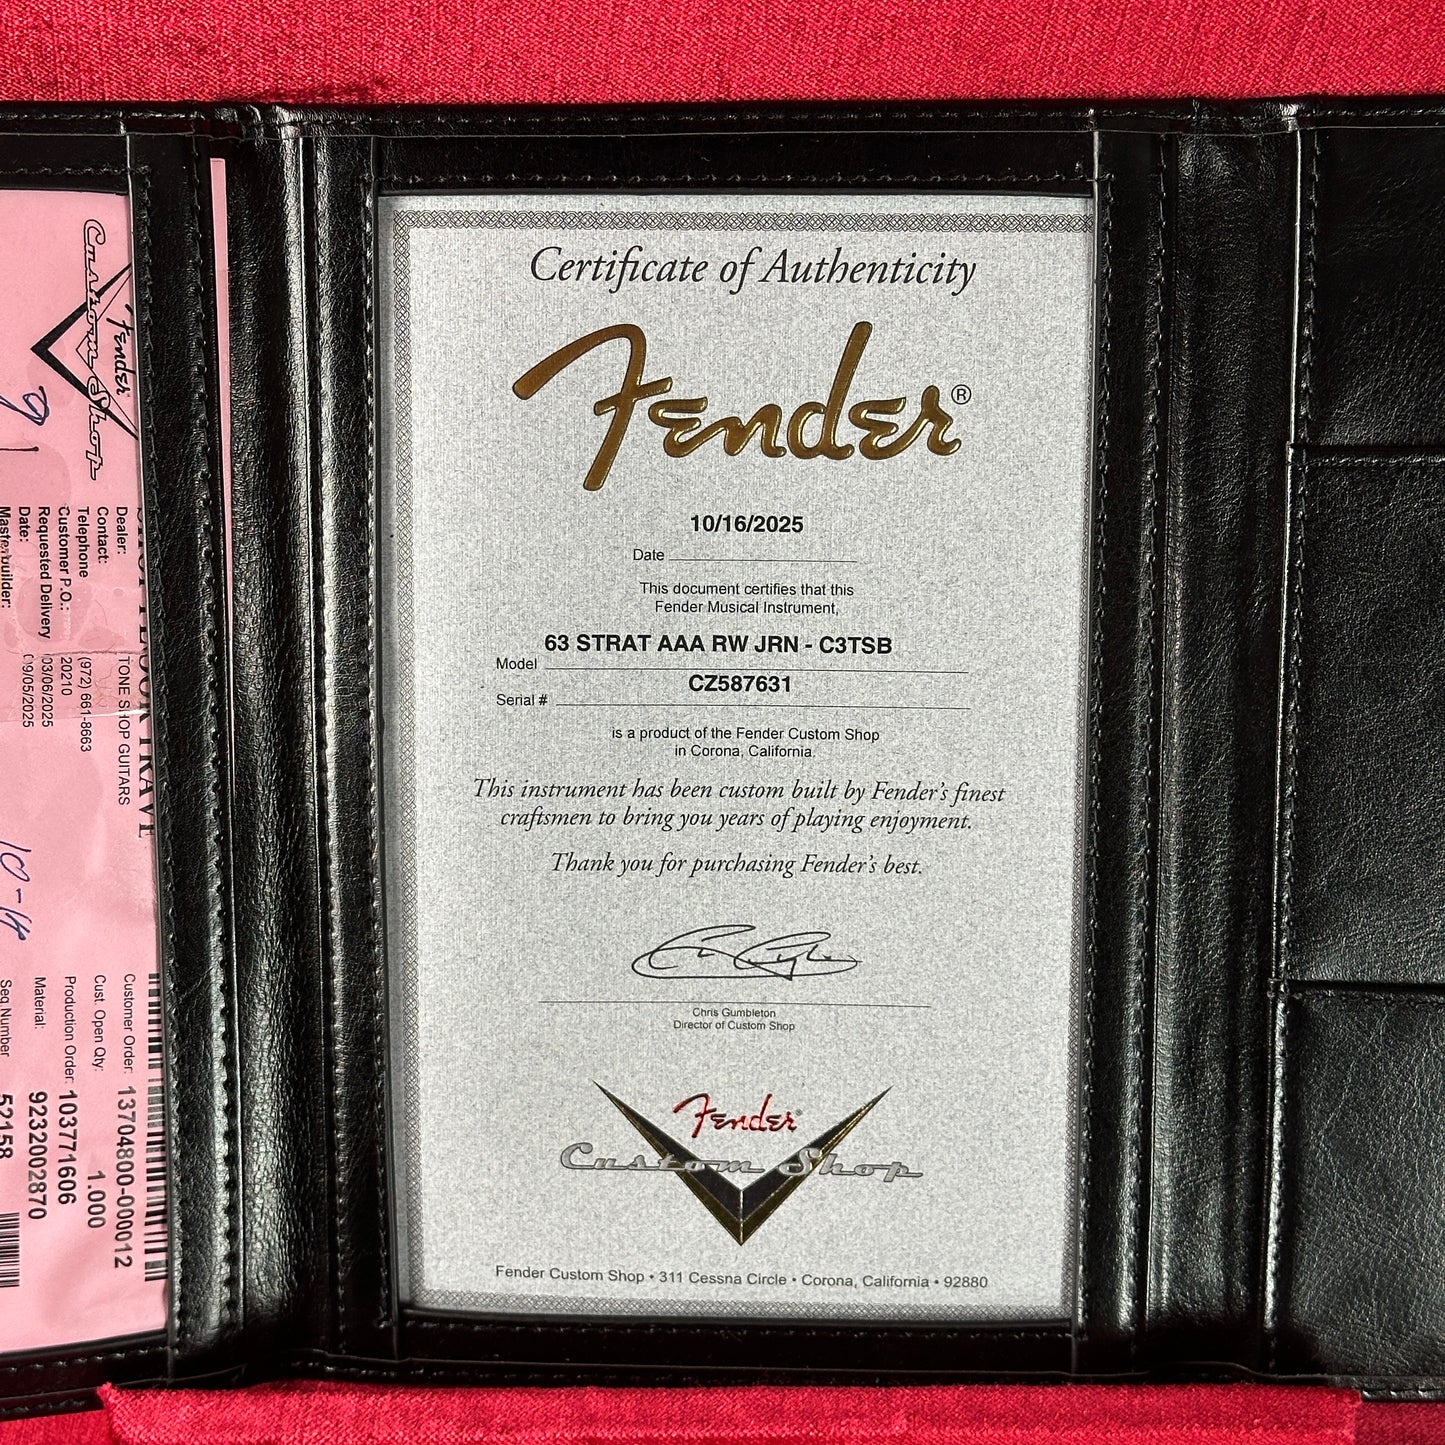 Custom Shop
Fender
Dealer: TONE SHOP GUITARS
Contact:
Telephone (972) 661-8663
Customer P.O.: 20210
Requested Delivery 03/06/2025
Date: 09/05/2025
Masterbuilder:
10-14
Customer Order: 13704800-000012
Cust. Open Qty: 1.000
Production Order: 103771606
Material: 9232002870
Seq Number 52158
Certificate of Authenticity
Fender®
10/16/2025
Date
This document certifies that this
Fender Musical Instrument,
63 STRAT AAA RW JRN - C3TSB
Model
CZ587631
Serial #
is a product of the Fender Custom Shop
in Corona, California.
This instrument has been custom built by Fender's finest
craftsmen to bring you years of playing enjoyment.
Thank you for purchasing Fender's best.
Chris Gumbleton
Director of Custom Shop
Fender®
Custom Shop
Fender Custom Shop • 311 Cessna Circle • Corona, California • 92880